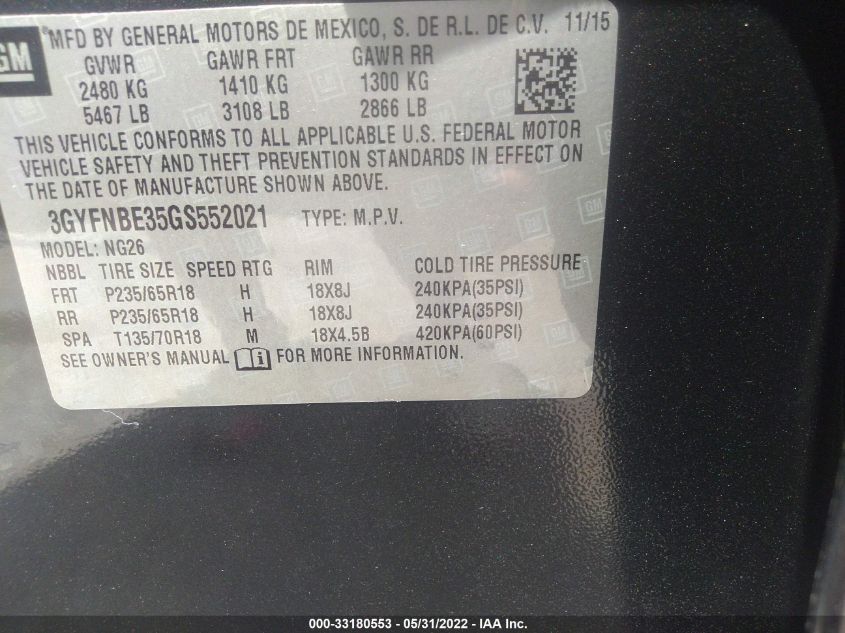 GM
MFD BY GENERAL MOTORS DE MEXICO, S. DE R.L. DE C.V. 11/15
GVWR GAWR FRT GAWR RR
2480 KG 1410 KG 1300 KG
5467 LB 3108 LB 2866 LB
THIS VEHICLE CONFORMS TO ALL APPLICABLE U.S. FEDERAL MOTOR
VEHICLE SAFETY AND THEFT PREVENTION STANDARDS IN EFFECT ON
THE DATE OF MANUFACTURE SHOWN ABOVE.
3GYFNBE35GS552021 TYPE: M.P.V.
MODEL: NG26
NBBL TIRE SIZE SPEED RTG RIM COLD TIRE PRESSURE
FRT P235/65R18 H 18X8J 240KPA(35PSI)
RR P235/65R18 H 18X8J 240KPA(35PSI)
SPA T135/70R18 M 18X4.5B 420KPA(60PSI)
SEE OWNER'S MANUAL FOR MORE INFORMATION.
000-33180553 - 05/31/2022 - IAA Inc.